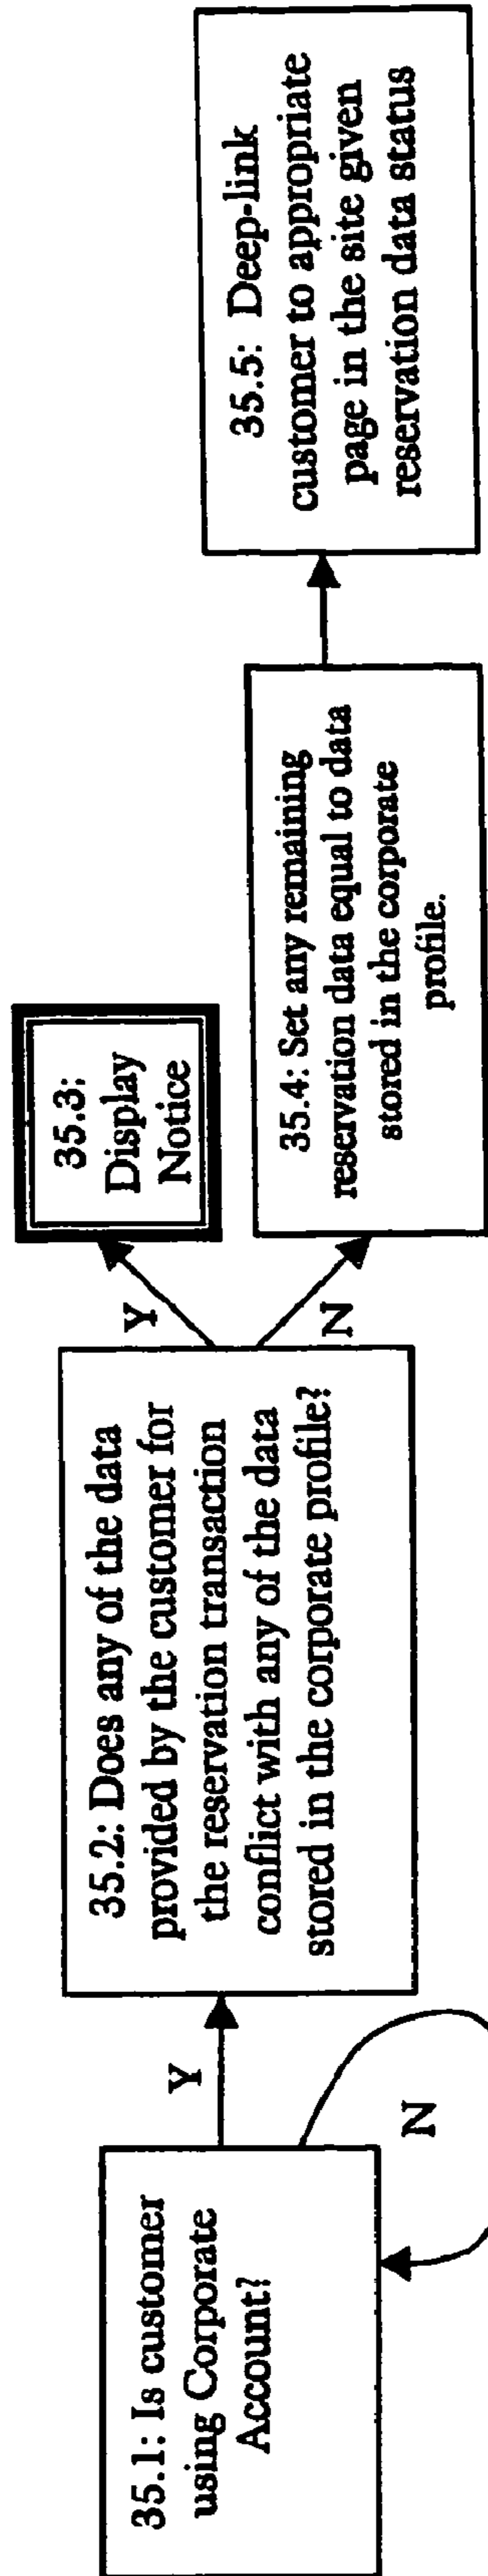 35.1: Is customer
using Corporate
Account?
Y
N
35.2: Does any of the data
provided by the customer for
the reservation transaction
conflict with any of the data
stored in the corporate profile?
Y
N
35.3:
Display
Notice
35.4: Set any remaining
reservation data equal to data
stored in the corporate
profile.
35.5: Deep-link
customer to appropriate
page in the site given
reservation data status